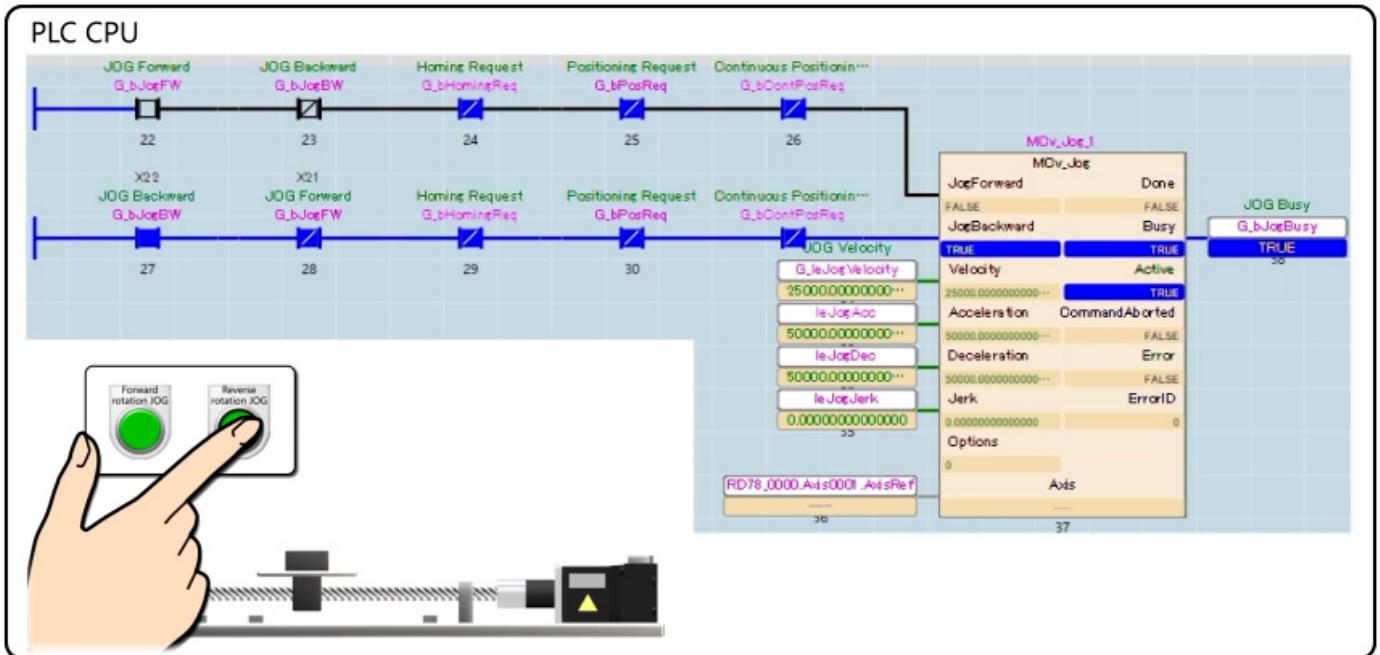 PLC CPU
JOG Forward JOG Backward Homing Request Positioning Request Continuous Positionin···
G_bJogFW G_bJogBW G_bHomingReq G_bPosReq G_bContPosReq
22 23 24 25 26
X22 X21
JOG Backward JOG Forward Homing Request Positioning Request Continuous Positionin···
G_bJogBW G_bJogFW G_bHomingReq G_bPosReq G_bContPosReq
27 28 29 30
MCv_Jog_1
MCv_Jog
JogForward Done
FALSE FALSE
JogBackward Busy
TRUE TRUE
JOG Busy
G_bJogBusy
TRUE
JOG Velocity
G_leJogVelocity
25000.00000000···
Velocity Active
25000.0000000000··· TRUE
leJogAcc
50000.00000000···
Acceleration CommandAborted
50000.0000000000··· FALSE
leJogDec
50000.00000000···
Deceleration Error
50000.0000000000··· FALSE
leJogJerk
0.00000000000000
Jerk ErrorID
0.00000000000000 0
Options
0
RD78_0000.Axis0001.AxisRef
Axis
37
Forward
rotation JOG
Reverse
rotation JOG